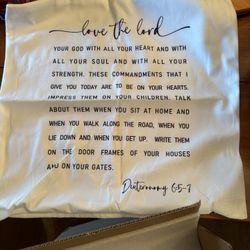 love the lord
YOUR GOD WITH ALL YOUR HEART AND WITH
ALL YOUR SOUL AND WITH ALL YOUR
STRENGTH. THESE COMMANDMENTS THAT I
GIVE YOU TODAY ARE TO BE ON YOUR HEARTS.
IMPRESS THEM ON YOUR CHILDREN. TALK
ABOUT THEM WHEN YOU SIT AT HOME AND
WHEN YOU WALK ALONG THE ROAD, WHEN YOU
LIE DOWN AND WHEN YOU GET UP. WRITE THEM
ON THE DOOR FRAMES OF YOUR HOUSES
AND ON YOUR GATES.
Deuteronomy 6:5-9